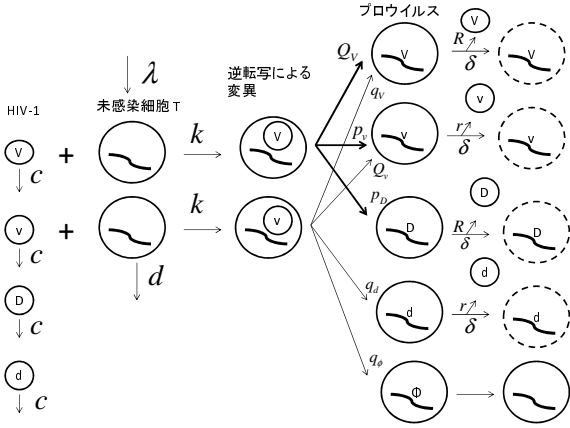 プロウイルス
V
Q_V
V
R
δ
V
λ
逆転写による
変異
HIV-1
未感染細胞T
q_V
v
V
+
k
V
p_v
v
r
δ
v
c
Q_v
D
v
+
k
v
p_D
D
R
δ
D
c
d
d
D
q_d
d
r
δ
d
c
d
q_ϕ
Φ
c